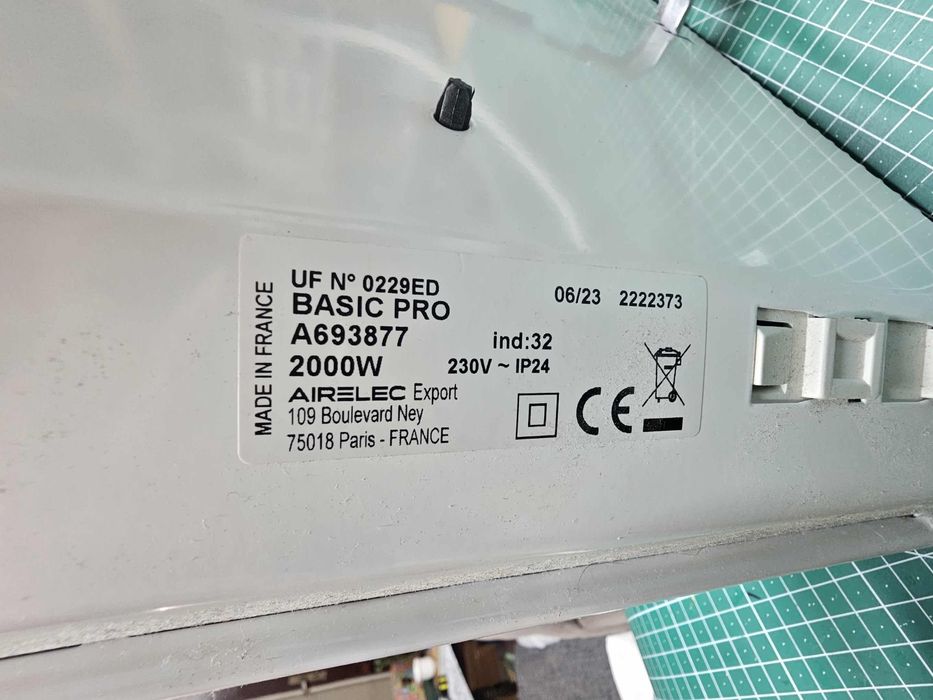 MADE IN FRANCE
UF N° 0229ED
BASIC PRO
A693877
2000W
AIRELEC Export
109 Boulevard Ney
75018 Paris - FRANCE
06/23 2222373
ind:32
230V ~ IP24
CE